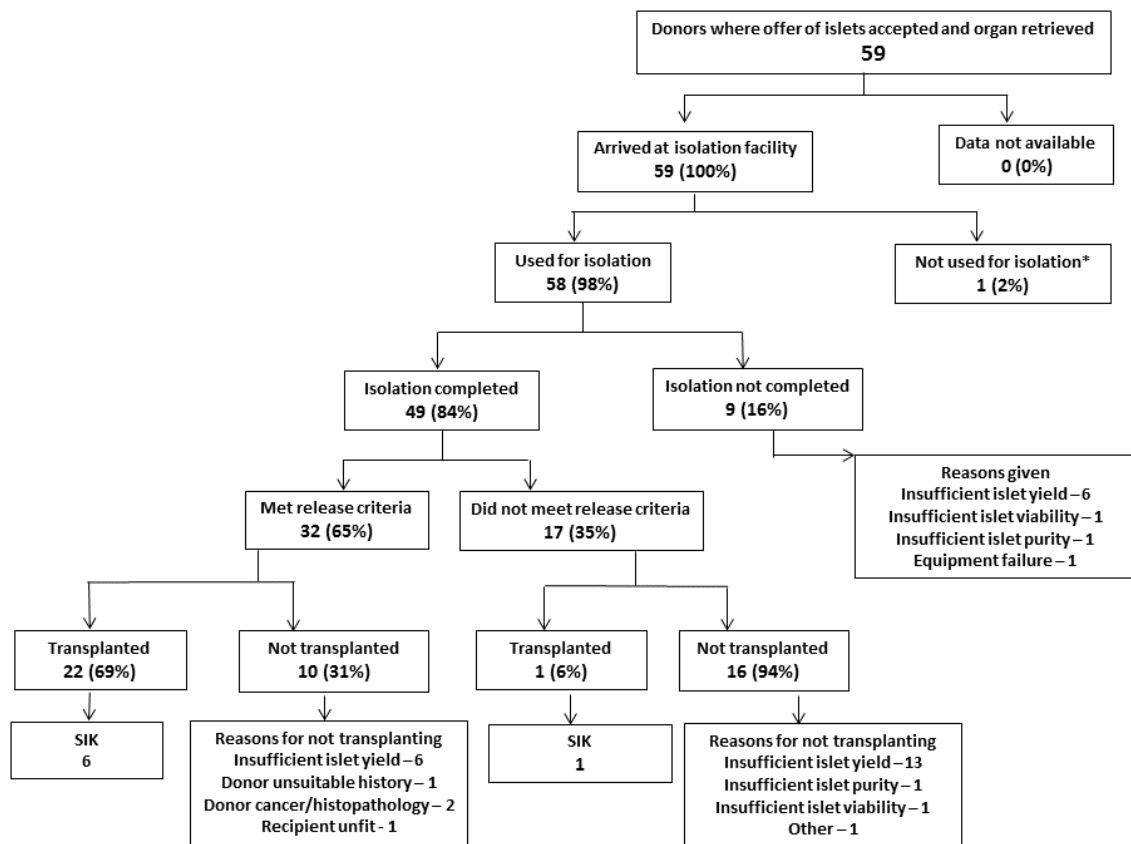 Donors where offer of islets accepted and organ retrieved
59
Arrived at isolation facility
59 (100%)
Data not available
0 (0%)
Used for isolation
58 (98%)
Not used for isolation*
1 (2%)
Isolation completed
49 (84%)
Isolation not completed
9 (16%)
Reasons given
Insufficient islet yield – 6
Insufficient islet viability – 1
Insufficient islet purity – 1
Equipment failure – 1
Met release criteria
32 (65%)
Did not meet release criteria
17 (35%)
Transplanted
22 (69%)
Not transplanted
10 (31%)
Transplanted
1 (6%)
Not transplanted
16 (94%)
SIK
6
Reasons for not transplanting
Insufficient islet yield – 6
Donor unsuitable history – 1
Donor cancer/histopathology – 2
Recipient unfit - 1
SIK
1
Reasons for not transplanting
Insufficient islet yield – 13
Insufficient islet purity – 1
Insufficient islet viability – 1
Other – 1